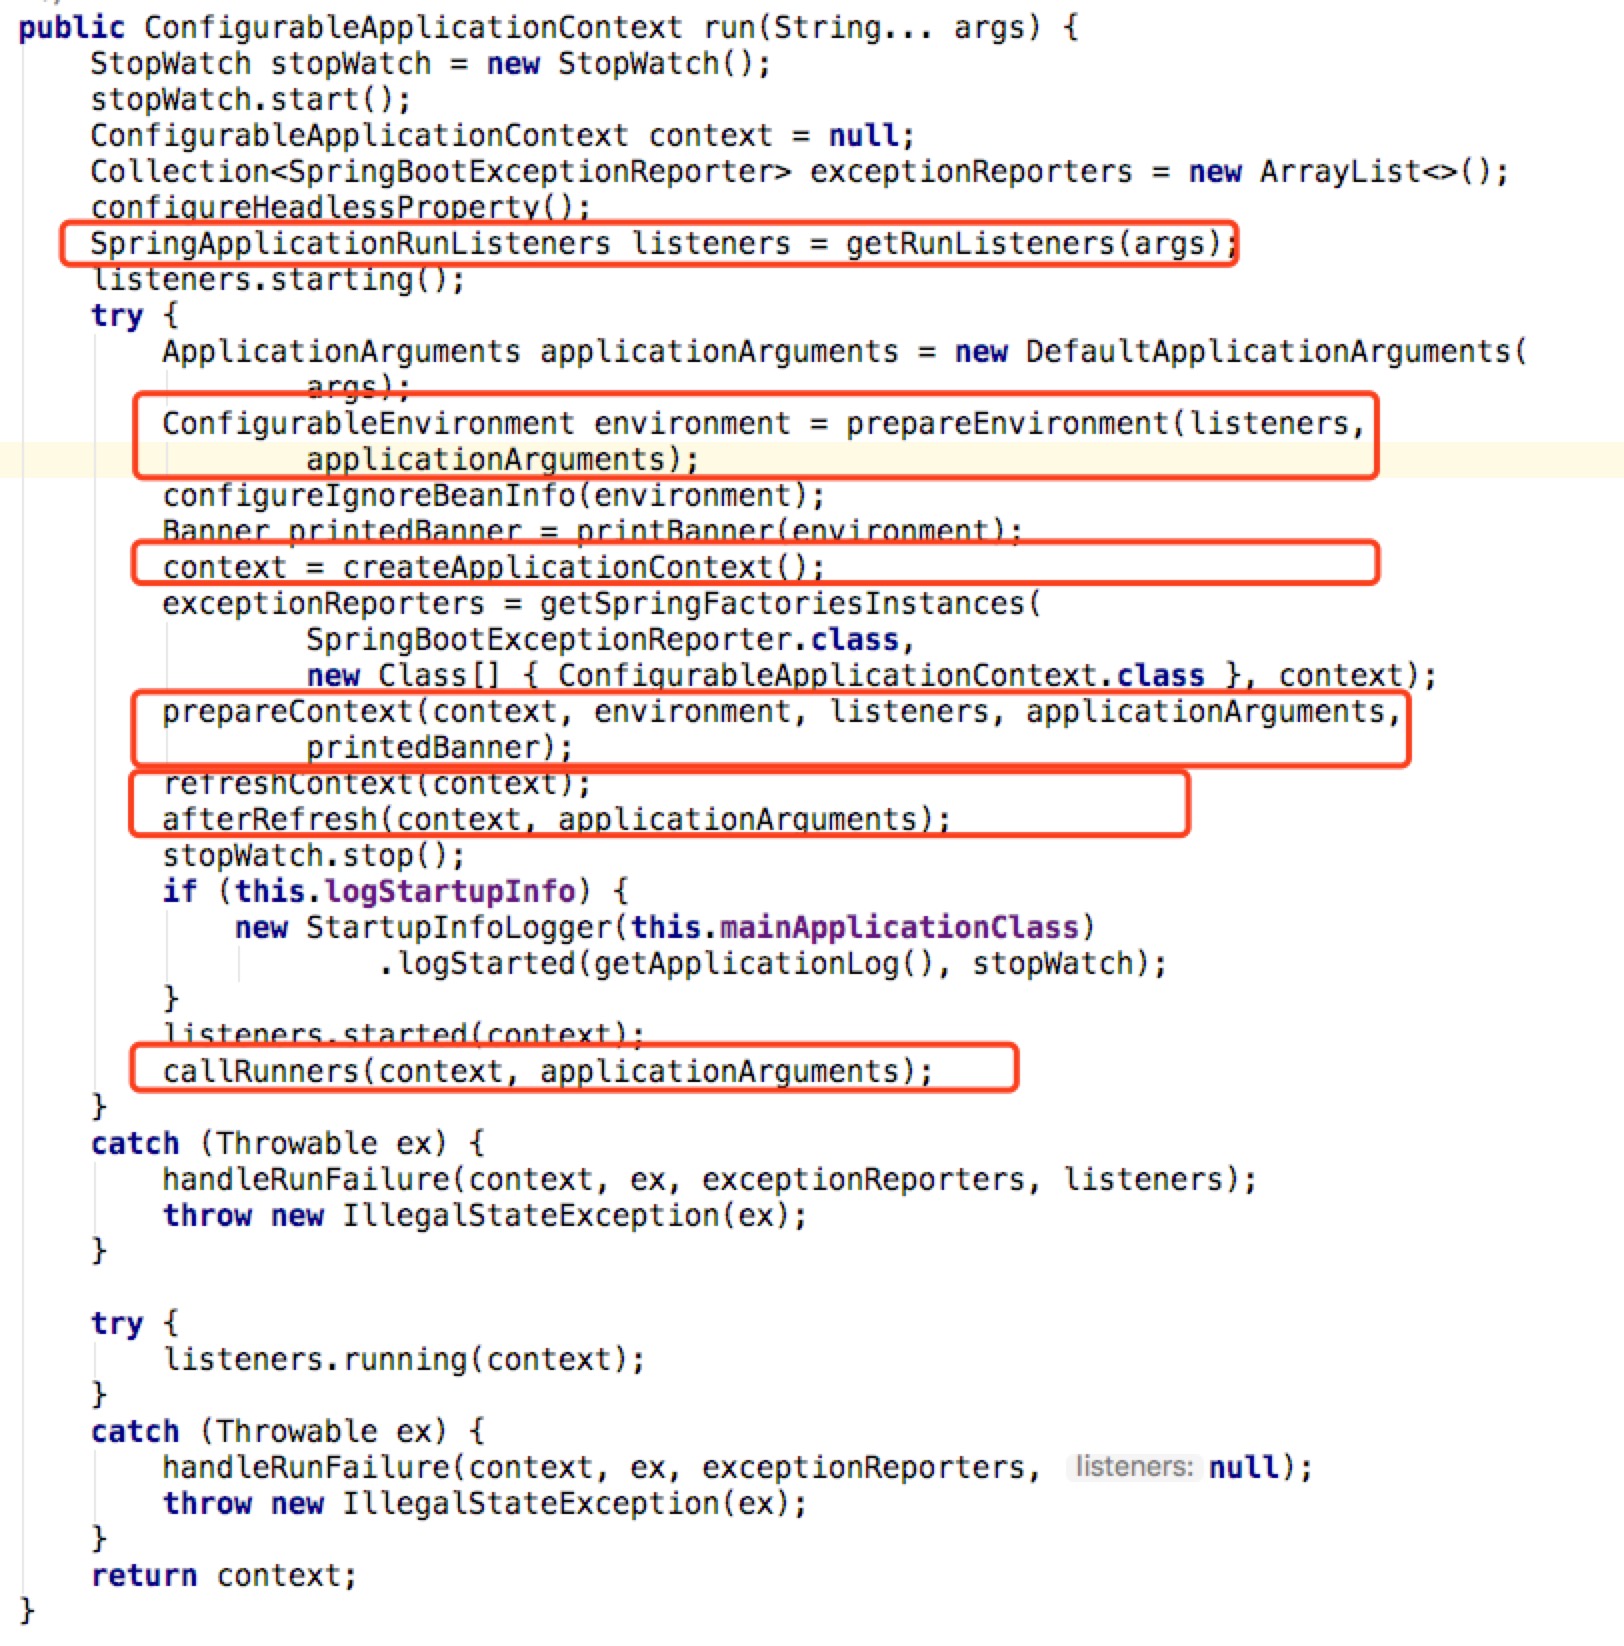 public ConfigurableApplicationContext run(String... args) {
StopWatch stopWatch = new StopWatch();
stopWatch.start();
ConfigurableApplicationContext context = null;
Collection<SpringBootExceptionReporter> exceptionReporters = new ArrayList<>();
configureHeadlessProperty();
SpringApplicationRunListeners listeners = getRunListeners(args);
listeners.starting();
try {
ApplicationArguments applicationArguments = new DefaultApplicationArguments(
args);
ConfigurableEnvironment environment = prepareEnvironment(listeners,
applicationArguments);
configureIgnoreBeanInfo(environment);
Banner printedBanner = printBanner(environment);
context = createApplicationContext();
exceptionReporters = getSpringFactoriesInstances(
SpringBootExceptionReporter.class,
new Class[] { ConfigurableApplicationContext.class }, context);
prepareContext(context, environment, listeners, applicationArguments,
printedBanner);
refreshContext(context);
afterRefresh(context, applicationArguments);
stopWatch.stop();
if (this.logStartupInfo) {
new StartupInfoLogger(this.mainApplicationClass)
.logStarted(getApplicationLog(), stopWatch);
}
listeners.started(context);
callRunners(context, applicationArguments);
}
catch (Throwable ex) {
handleRunFailure(context, ex, exceptionReporters, listeners);
throw new IllegalStateException(ex);
}
try {
listeners.running(context);
}
catch (Throwable ex) {
handleRunFailure(context, ex, exceptionReporters, listeners: null);
throw new IllegalStateException(ex);
}
return context;
}